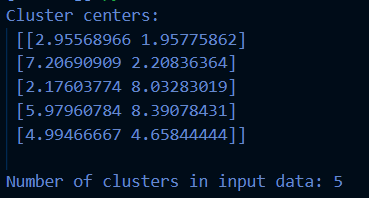 Cluster centers:
[[2.95568966 1.95775862]
[7.20690909 2.20836364]
[2.17603774 8.03283019]
[5.97960784 8.39078431]
[4.99466667 4.65844444]]
Number of clusters in input data: 5